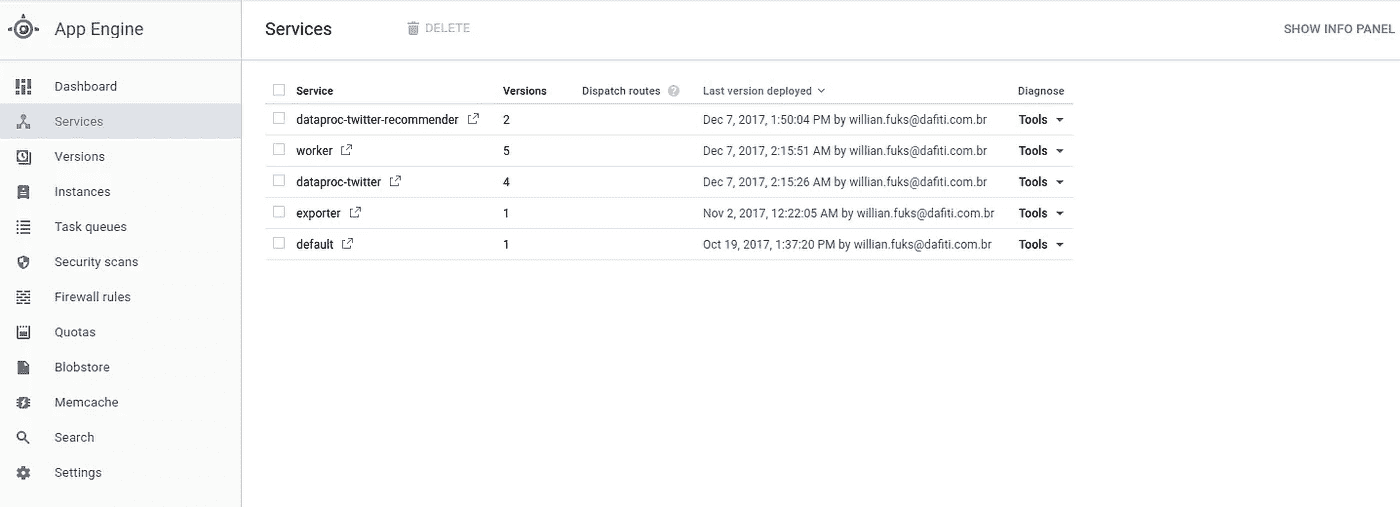 App Engine
Services
DELETE
SHOW INFO PANEL
Dashboard
Services
Versions
Instances
Task queues
Security scans
Firewall rules
Quotas
Blobstore
Memcache
Search
Settings
Service Versions Dispatch routes ? Last version deployed Diagnose
dataproc-twitter-recommender 2 Dec 7, 2017, 1:50:04 PM by willian.fuks@dafiti.com.br Tools
worker 5 Dec 7, 2017, 2:15:51 AM by willian.fuks@dafiti.com.br Tools
dataproc-twitter 4 Dec 7, 2017, 2:15:26 AM by willian.fuks@dafiti.com.br Tools
exporter 1 Nov 2, 2017, 12:22:05 AM by willian.fuks@dafiti.com.br Tools
default 1 Oct 19, 2017, 1:37:20 PM by willian.fuks@dafiti.com.br Tools